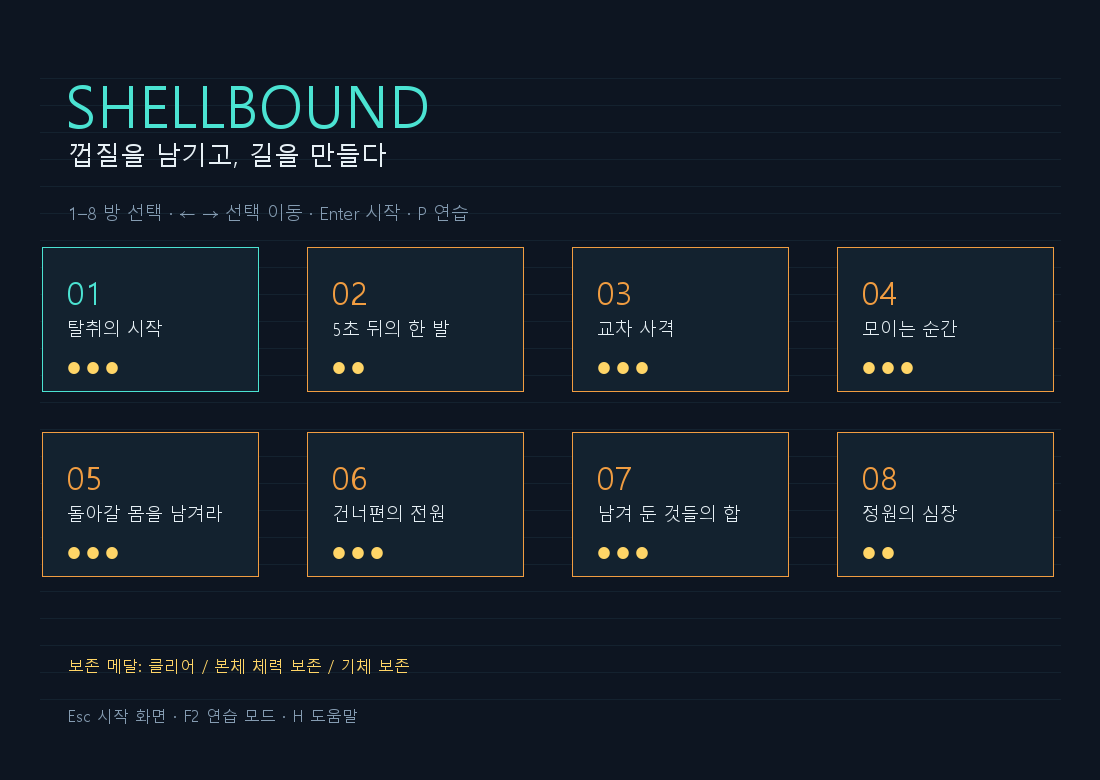 SHELLBOUND
껍질을 남기고, 길을 만들다
1–8 방 선택 · ← → 선택 이동 · Enter 시작 · P 연습
01
탈취의 시작
02
5초 뒤의 한 발
03
교차 사격
04
모이는 순간
05
돌아갈 몸을 남겨라
06
건너편의 전원
07
남겨 둔 것들의 합
08
정원의 심장
보존 메달: 클리어 / 본체 체력 보존 / 기체 보존
Esc 시작 화면 · F2 연습 모드 · H 도움말